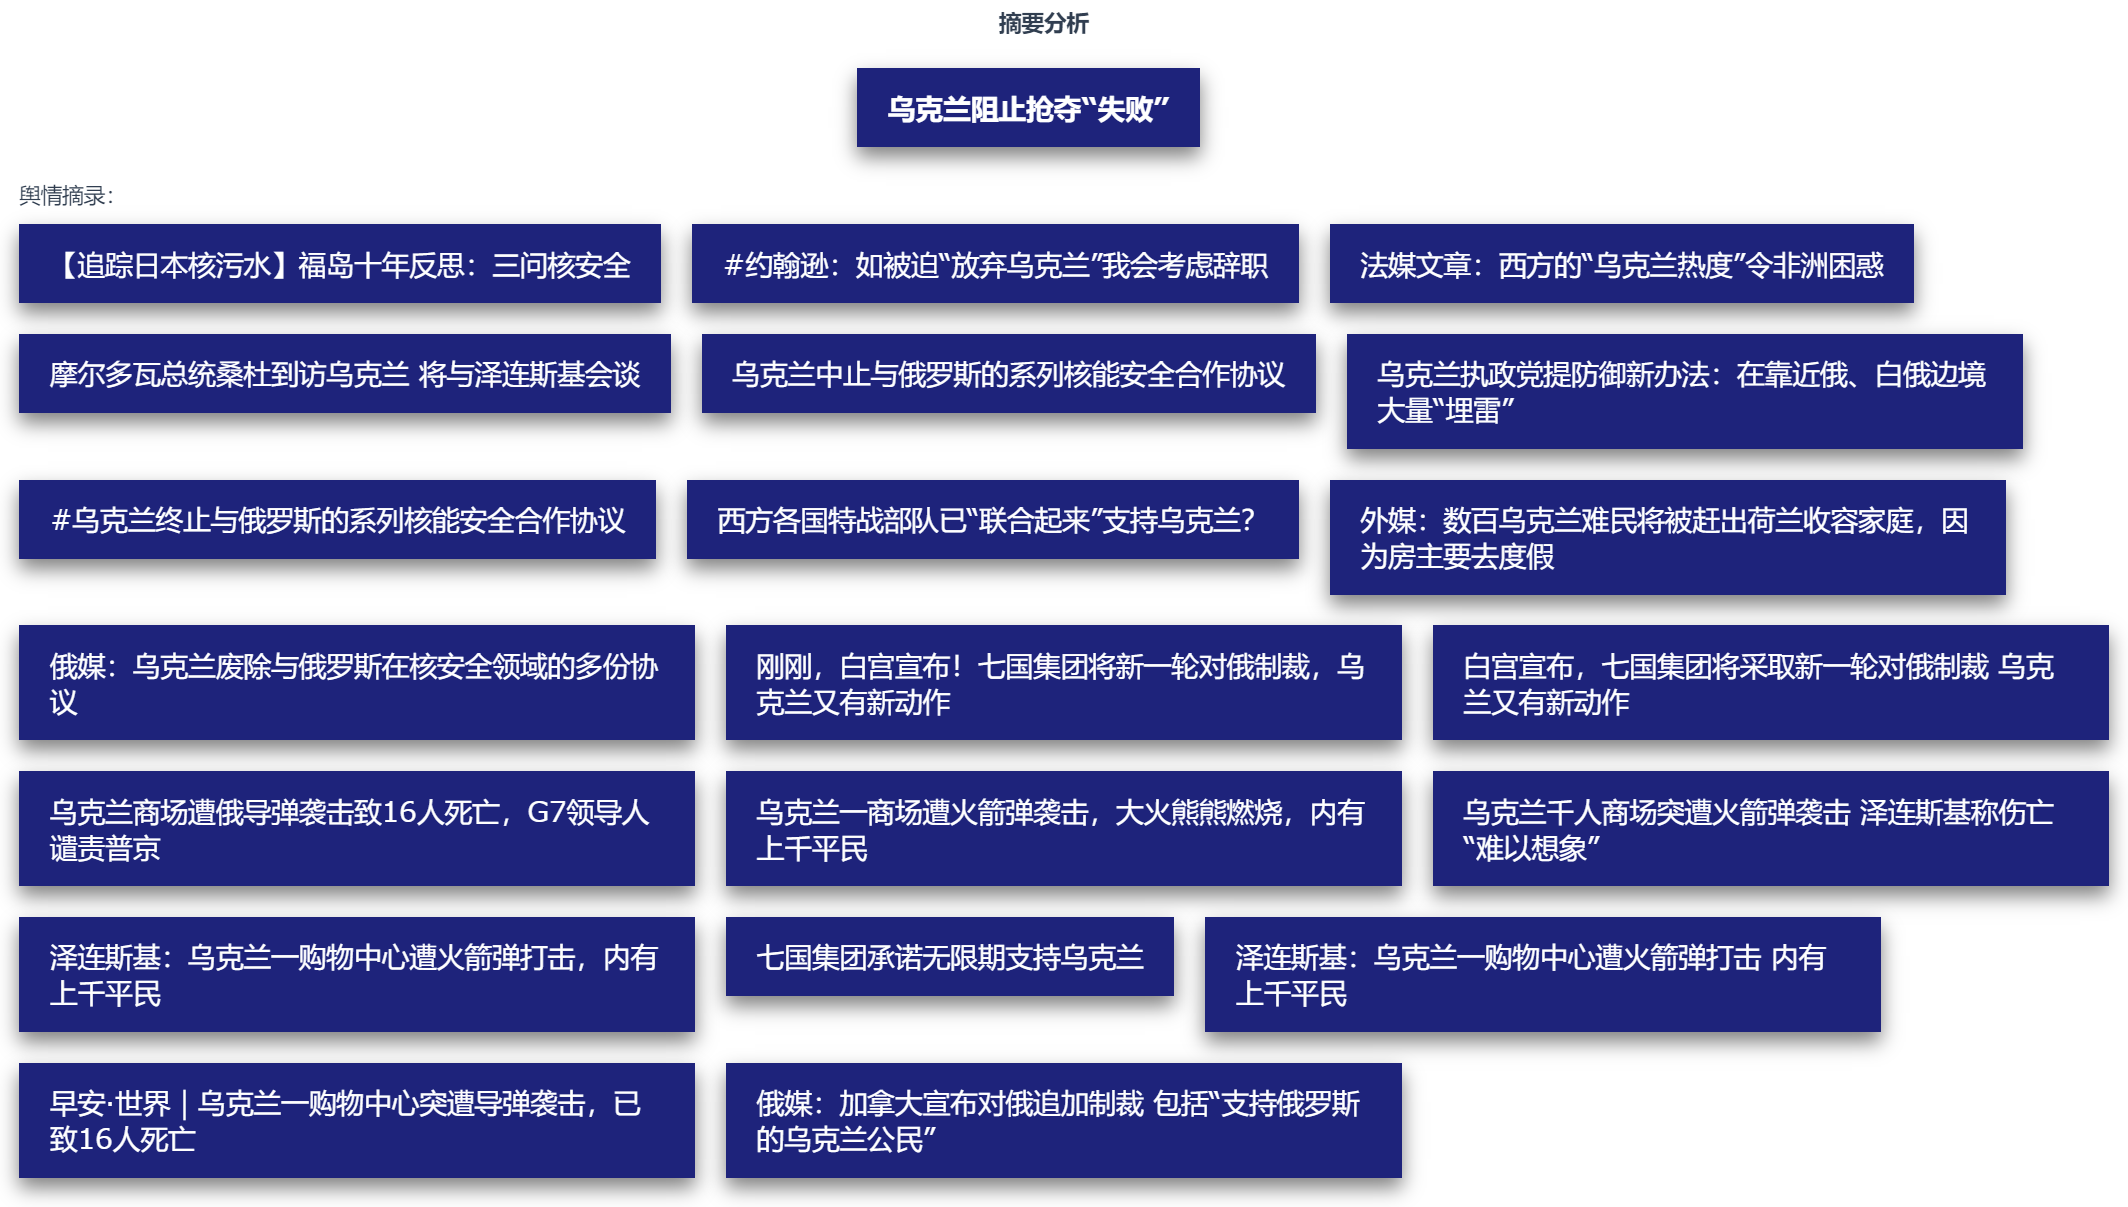 摘要分析
乌克兰阻止抢夺“失败”
舆情摘录：
【追踪日本核污水】福岛十年反思：三问核安全
#约翰逊：如被迫“放弃乌克兰”我会考虑辞职
法媒文章：西方的“乌克兰热度”令非洲困惑
摩尔多瓦总统桑杜到访乌克兰 将与泽连斯基会谈
乌克兰中止与俄罗斯的系列核能安全合作协议
乌克兰执政党提防御新办法：在靠近俄、白俄边境
大量“埋雷”
#乌克兰终止与俄罗斯的系列核能安全合作协议
西方各国特战部队已“联合起来”支持乌克兰？
外媒：数百乌克兰难民将被赶出荷兰收容家庭，因
为房主要去度假
俄媒：乌克兰废除与俄罗斯在核安全领域的多份协
议
刚刚，白宫宣布！七国集团将新一轮对俄制裁，乌
克兰又有新动作
白宫宣布，七国集团将采取新一轮对俄制裁 乌克
兰又有新动作
乌克兰商场遭俄导弹袭击致16人死亡，G7领导人
谴责普京
乌克兰一商场遭火箭弹袭击，大火熊熊燃烧，内有
上千平民
乌克兰千人商场突遭火箭弹袭击 泽连斯基称伤亡
“难以想象”
泽连斯基：乌克兰一购物中心遭火箭弹打击，内有
上千平民
七国集团承诺无限期支持乌克兰
泽连斯基：乌克兰一购物中心遭火箭弹打击 内有
上千平民
早安·世界｜乌克兰一购物中心突遭导弹袭击，已
致16人死亡
俄媒：加拿大宣布对俄追加制裁 包括“支持俄罗斯
的乌克兰公民”